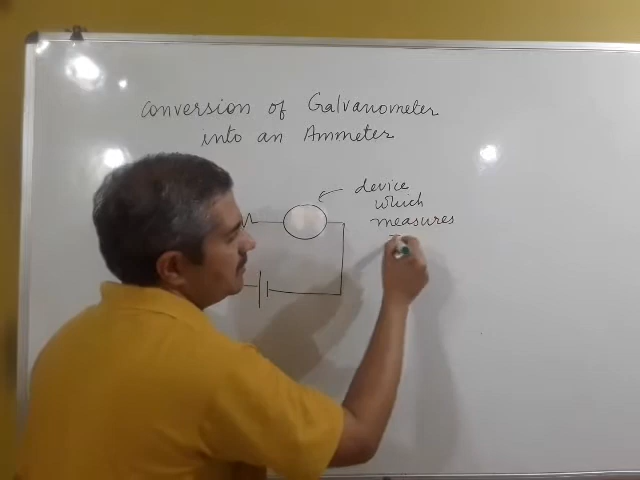 Conversion of Galvanometer
into an Ammeter
device
which
measures